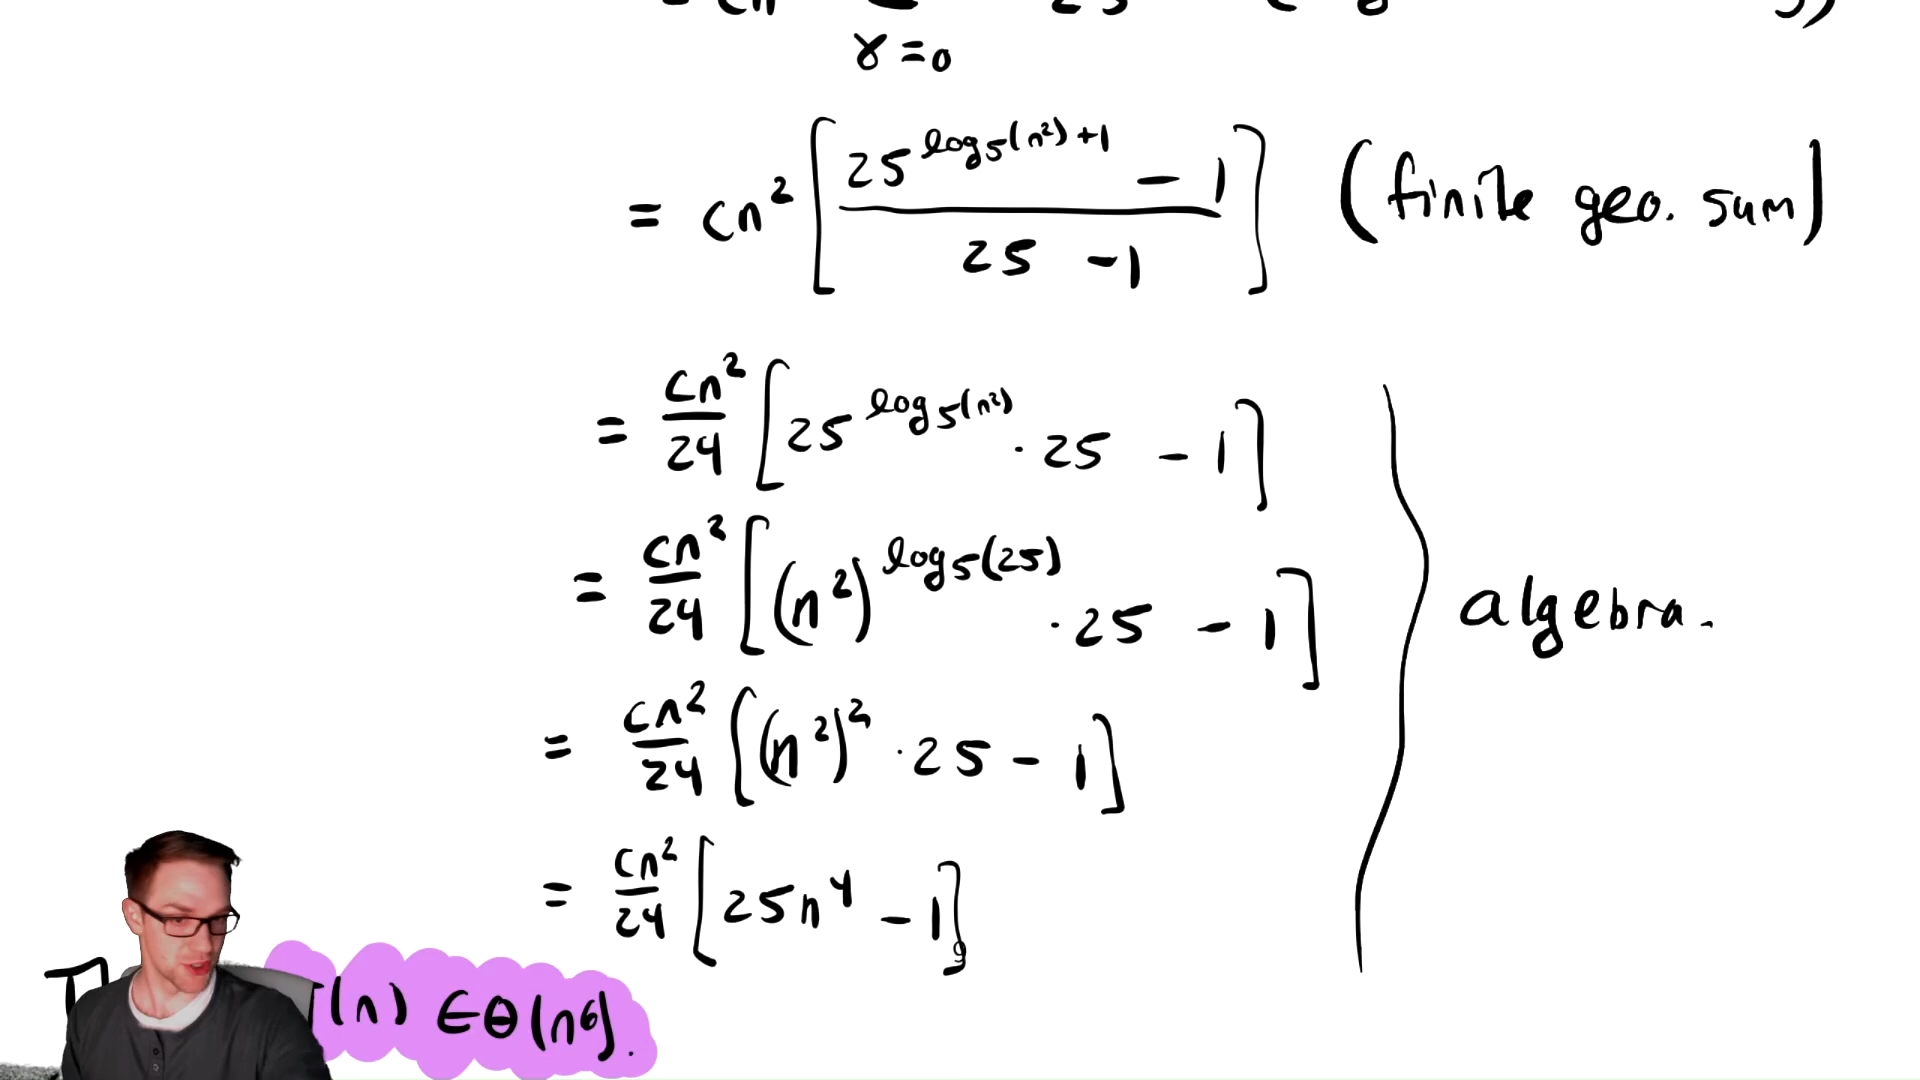 γ = 0
= cn² [ (25^(log₅(n²)+1) − 1) / (25 − 1) ] (finite geo. sum)
= cn²/24 [ 25^(log₅(n²)) · 25 − 1 ]
= cn²/24 [ (n²)^(log₅(25)) · 25 − 1 ]
algebra.
= cn²/24 [ (n²)² · 25 − 1 ]
= cn²/24 [ 25n⁴ − 1 ],
T(n) ∈ Θ(n⁶).